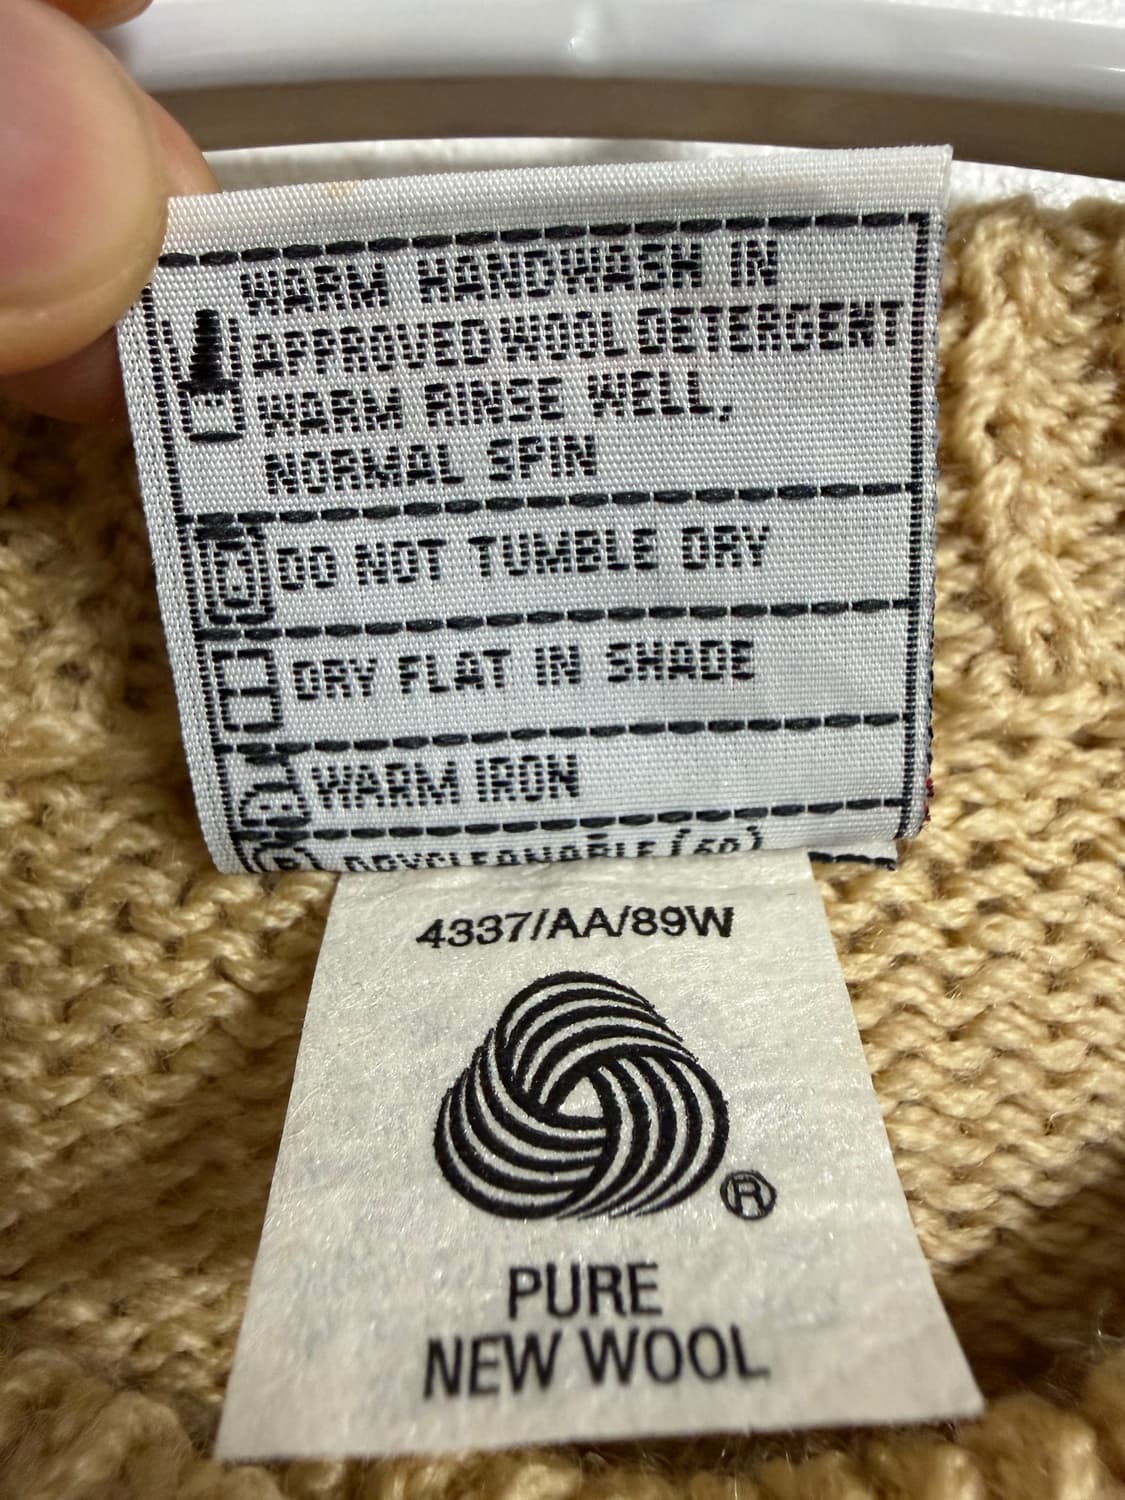 WARM HANDWASH IN
APPROVED WOOL DETERGENT
WARM RINSE WELL,
NORMAL SPIN
DO NOT TUMBLE DRY
DRY FLAT IN SHADE
WARM IRON
DRYCLEANABLE
4337/AA/89W
®
PURE
NEW WOOL